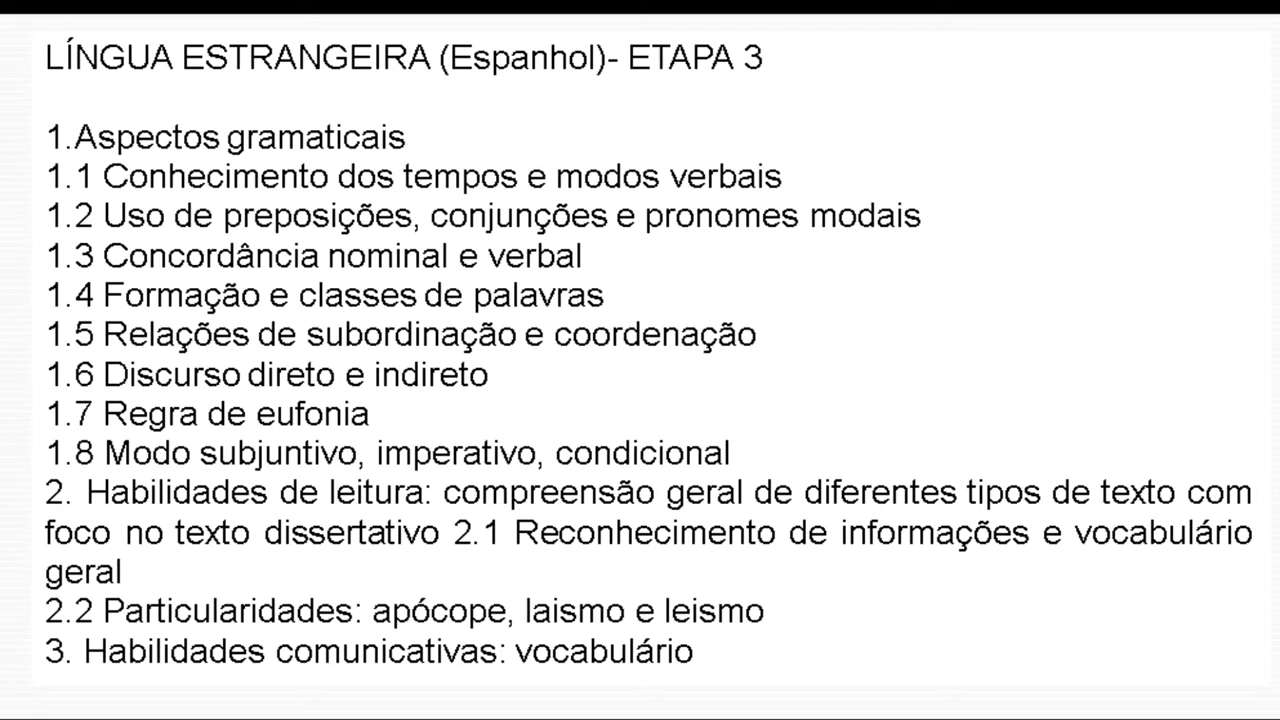 LÍNGUA ESTRANGEIRA (Espanhol)- ETAPA 3
1.Aspectos gramaticais
1.1 Conhecimento dos tempos e modos verbais
1.2 Uso de preposições, conjunções e pronomes modais
1.3 Concordância nominal e verbal
1.4 Formação e classes de palavras
1.5 Relações de subordinação e coordenação
1.6 Discurso direto e indireto
1.7 Regra de eufonia
1.8 Modo subjuntivo, imperativo, condicional
2. Habilidades de leitura: compreensão geral de diferentes tipos de texto com
foco no texto dissertativo 2.1 Reconhecimento de informações e vocabulário
geral
2.2 Particularidades: apócope, laismo e leismo
3. Habilidades comunicativas: vocabulário